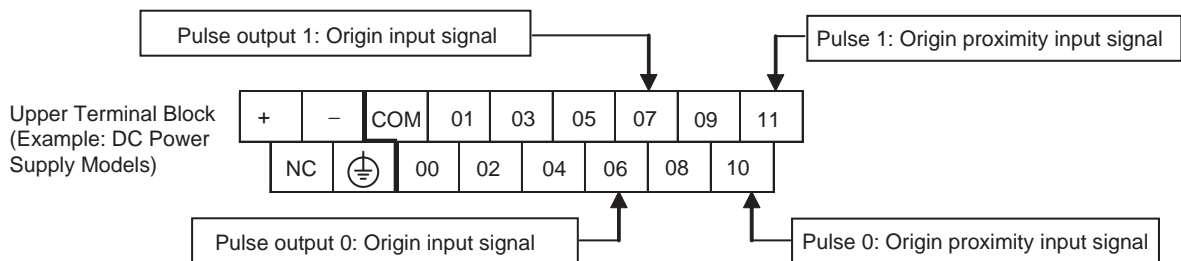 Pulse output 1: Origin input signal
Pulse 1: Origin proximity input signal
Upper Terminal Block
(Example: DC Power
Supply Models)
+ − COM 01 03 05 07 09 11
NC 00 02 04 06 08 10
Pulse output 0: Origin input signal
Pulse 0: Origin proximity input signal